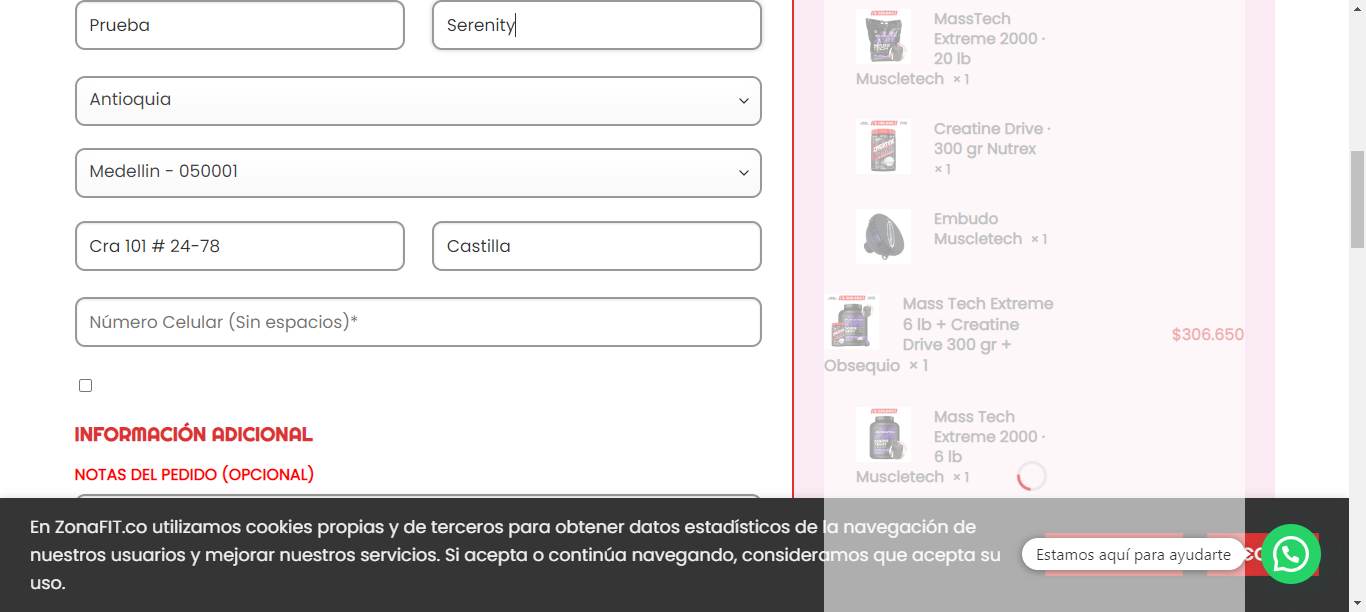 Prueba
Serenity
Antioquia
Medellin - 050001
Cra 101 # 24-78
Castilla
Número Celular (Sin espacios)*
INFORMACIÓN ADICIONAL
NOTAS DEL PEDIDO (OPCIONAL)
MassTech
Extreme 2000 ·
20 lb
Muscletech × 1
Creatine Drive ·
300 gr Nutrex
× 1
Embudo
Muscletech × 1
Mass Tech Extreme
6 lb + Creatine
Drive 300 gr +
Obsequio × 1
$306.650
Mass Tech
Extreme 2000 ·
6 lb
Muscletech × 1
En ZonaFIT.co utilizamos cookies propias y de terceros para obtener datos estadísticos de la navegación de
nuestros usuarios y mejorar nuestros servicios. Si acepta o continúa navegando, consideramos que acepta su
uso.
Estamos aquí para ayudarte